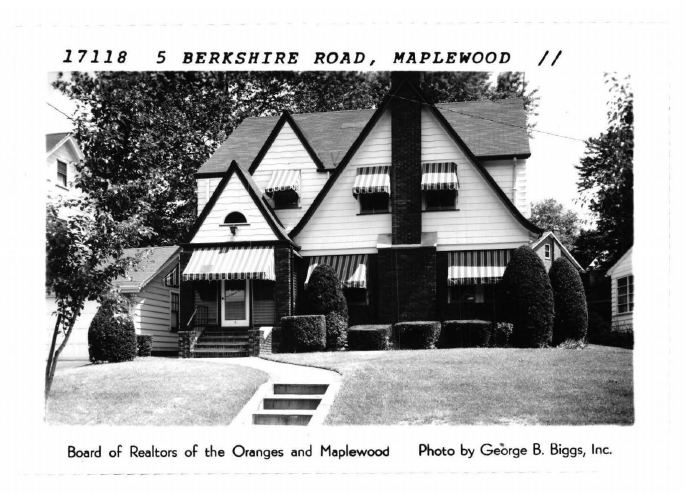 17118 5 BERKSHIRE ROAD, MAPLEWOOD //
Board of Realtors of the Oranges and Maplewood Photo by George B. Biggs, Inc.